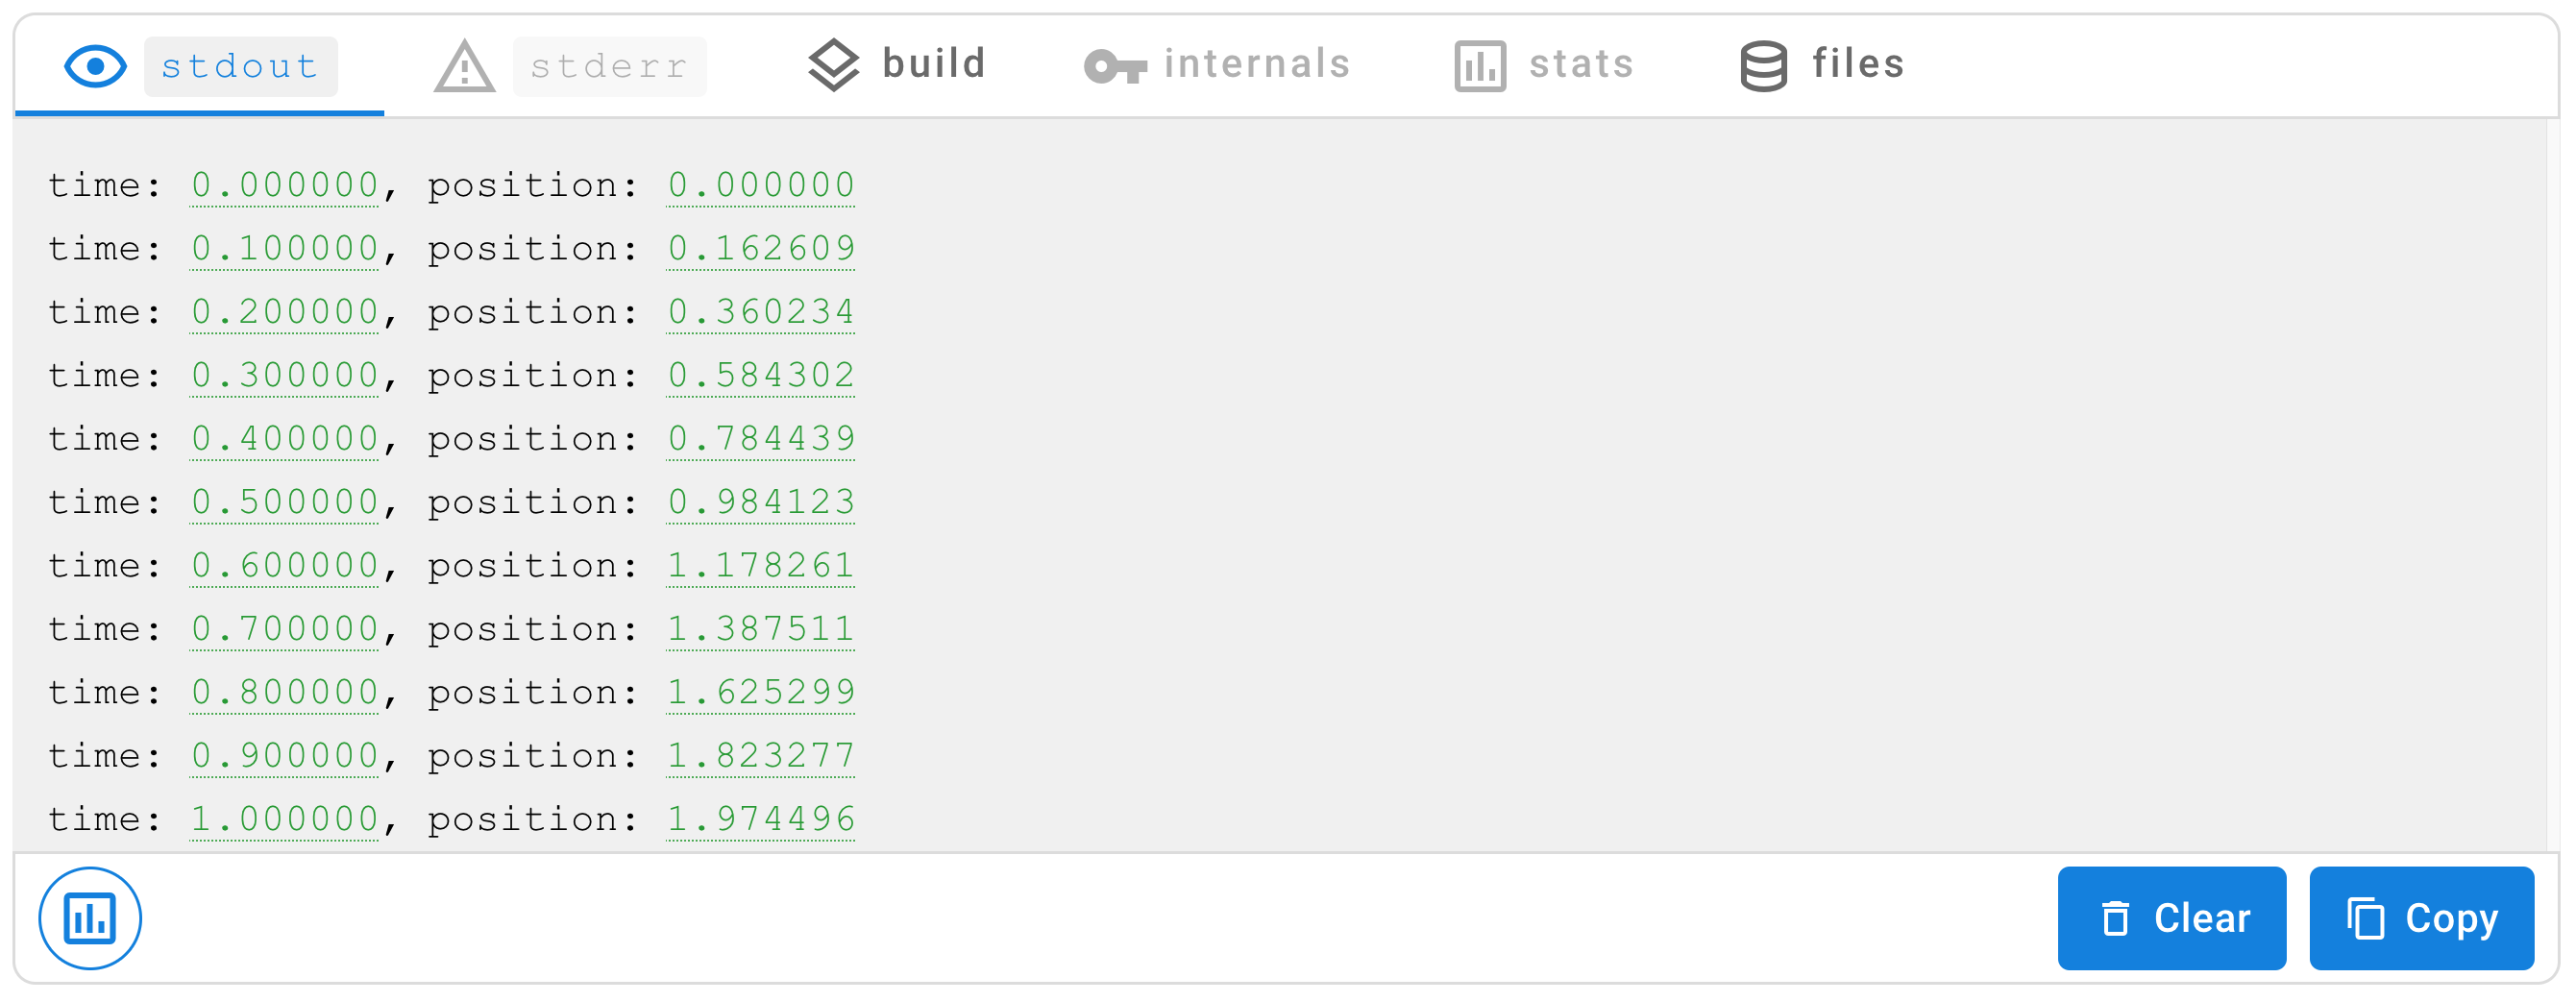 stdout stderr build internals stats files
time: 0.000000, position: 0.000000
time: 0.100000, position: 0.162609
time: 0.200000, position: 0.360234
time: 0.300000, position: 0.584302
time: 0.400000, position: 0.784439
time: 0.500000, position: 0.984123
time: 0.600000, position: 1.178261
time: 0.700000, position: 1.387511
time: 0.800000, position: 1.625299
time: 0.900000, position: 1.823277
time: 1.000000, position: 1.974496
Clear Copy